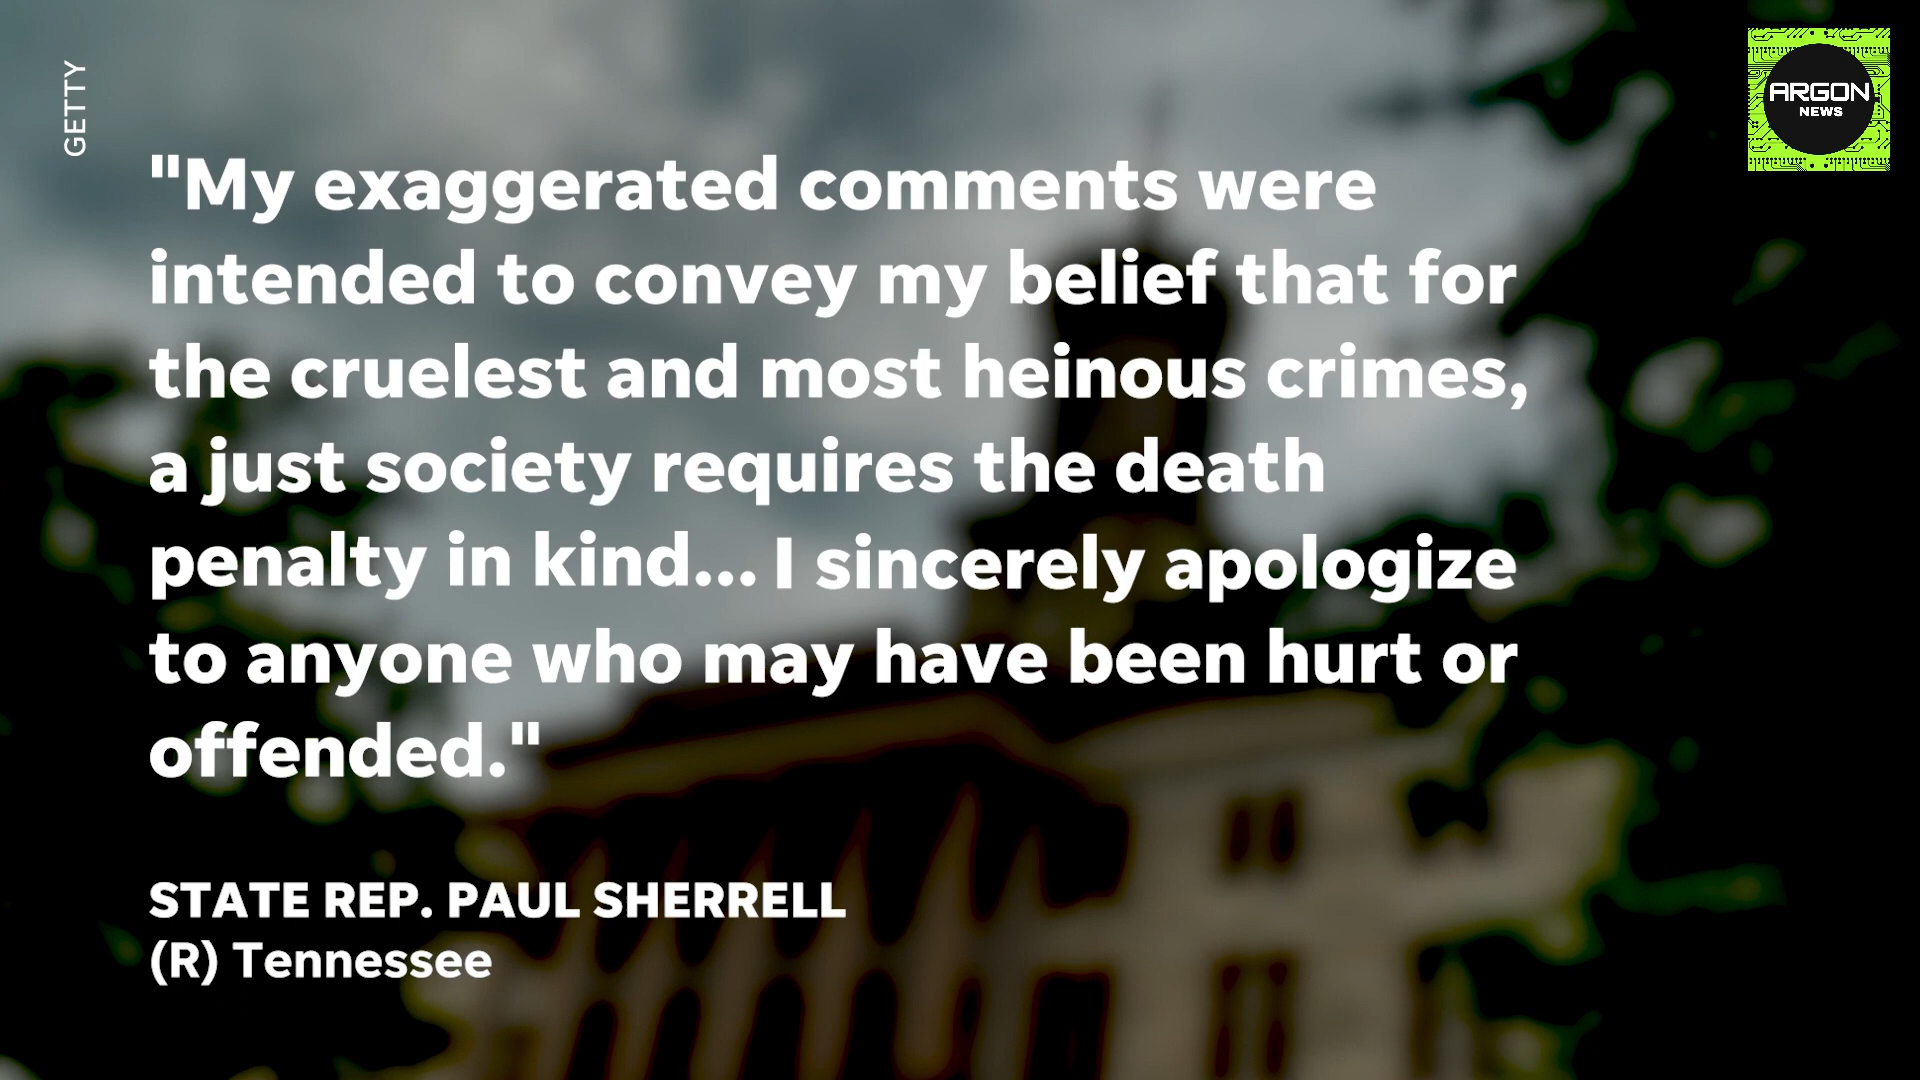 GETTY
ARGON
NEWS
"My exaggerated comments were
intended to convey my belief that for
the cruelest and most heinous crimes,
a just society requires the death
penalty in kind... I sincerely apologize
to anyone who may have been hurt or
offended."
STATE REP. PAUL SHERRELL
(R) Tennessee